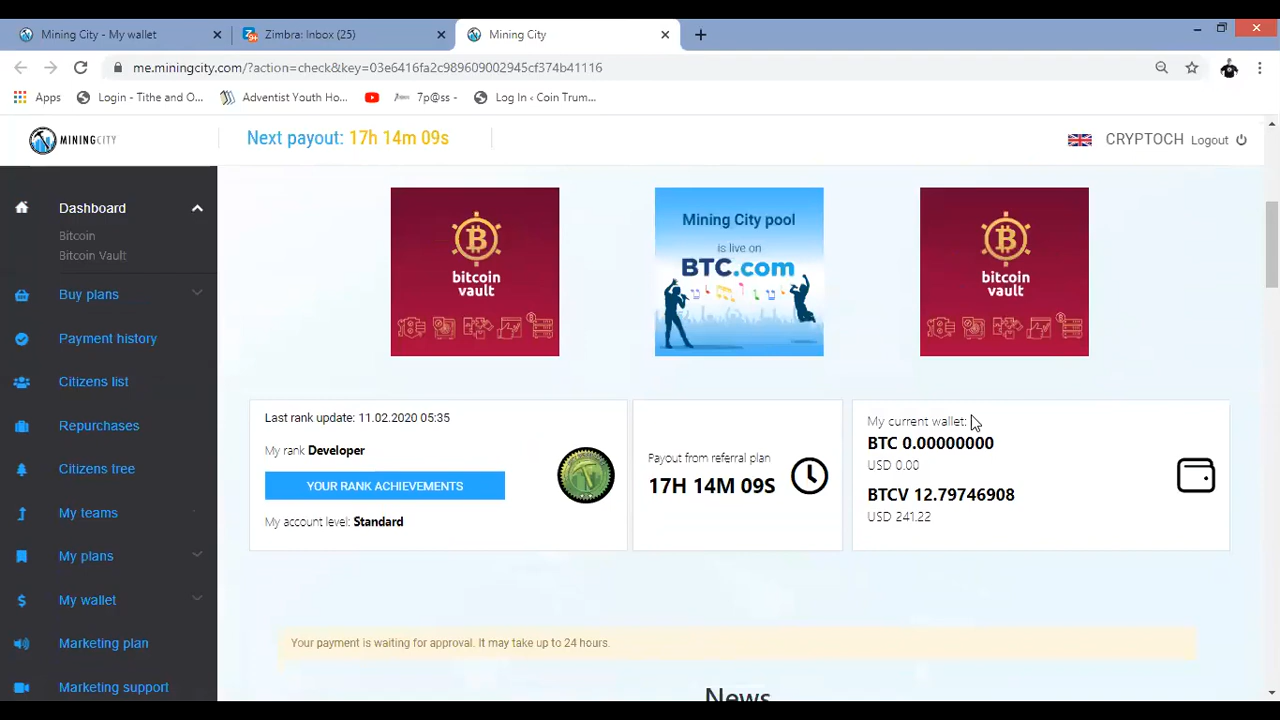 Mining City - My wallet
Zimbra: Inbox (25)
Mining City
me.miningcity.com/?action=check&key=03e6416fa2c989609002945cf374b41116
Apps
Login - Tithe and O...
Adventist Youth Ho...
7p@ss -
Log In ‹ Coin Trum...
MININGCITY
Next payout: 17h 14m 09s
CRYPTOCH Logout
Dashboard
Bitcoin
Bitcoin Vault
Buy plans
Payment history
Citizens list
Repurchases
Citizens tree
My teams
My plans
My wallet
Marketing plan
Marketing support
bitcoin
vault
Mining City pool
is live on
BTC.com
bitcoin
vault
Last rank update: 11.02.2020 05:35
My rank Developer
YOUR RANK ACHIEVEMENTS
My account level: Standard
Payout from referral plan
17H 14M 09S
My current wallet:
BTC 0.00000000
USD 0.00
BTCV 12.79746908
USD 241.22
Your payment is waiting for approval. It may take up to 24 hours.
News